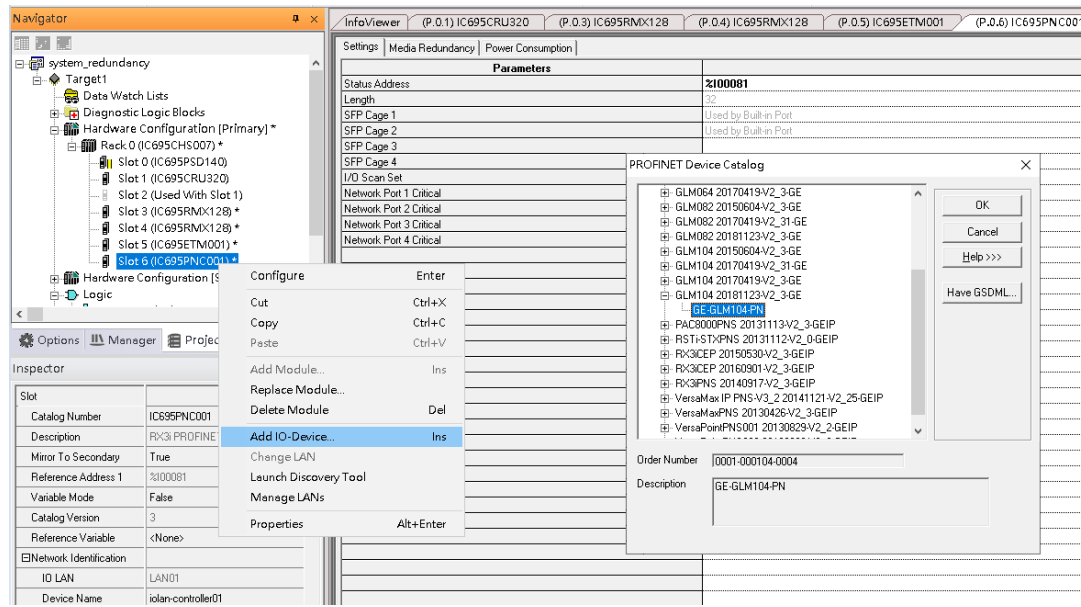 Navigator
InfoViewer
(P.0.1) IC695CRU320
(P.0.3) IC695RMX128
(P.0.4) IC695RMX128
(P.0.5) IC695ETM001
(P.0.6) IC695PNC001
system_redundancy
Target1
Data Watch Lists
Diagnostic Logic Blocks
Hardware Configuration [Primary] *
Rack 0 (IC695CHS007) *
Slot 0 (IC695PSD140)
Slot 1 (IC695CRU320)
Slot 2 (Used With Slot 1)
Slot 3 (IC695RMX128) *
Slot 4 (IC695RMX128) *
Slot 5 (IC695ETM001) *
Slot 6 (IC695PNC001) *
Hardware Configuration [S
Logic
Options
Manager
Projec
Settings
Media Redundancy
Power Consumption
Parameters
Status Address
%I00081
Length
32
SFP Cage 1
Used by Built-in Port
SFP Cage 2
Used by Built-in Port
SFP Cage 3
SFP Cage 4
I/O Scan Set
Network Port 1 Critical
Network Port 2 Critical
Network Port 3 Critical
Network Port 4 Critical
Configure Enter
Cut Ctrl+X
Copy Ctrl+C
Paste Ctrl+V
Add Module... Ins
Replace Module...
Delete Module Del
Add IO-Device... Ins
Change LAN
Launch Discovery Tool
Manage LANs
Properties Alt+Enter
Inspector
Slot
Catalog Number IC695PNC001
Description RX3i PROFINET
Mirror To Secondary True
Reference Address 1 %I00081
Variable Mode False
Catalog Version 3
Reference Variable <None>
Network Identification
IO LAN LAN01
Device Name iolan-controller01
PROFINET Device Catalog
GLM064 20170419-V2_3-GE
GLM082 20150604-V2_3-GE
GLM082 20170419-V2_31-GE
GLM082 20181123-V2_3-GE
GLM104 20150604-V2_3-GE
GLM104 20170419-V2_31-GE
GLM104 20170419-V2_3-GE
GLM104 20181123-V2_3-GE
GE-GLM104-PN
PAC8000PNS 20131113-V2_3-GEIP
RSTi-STXPNS 20131112-V2_0-GEIP
RX3iCEP 20150530-V2_3-GEIP
RX3iCEP 20160901-V2_3-GEIP
RX3iPNS 20140917-V2_3-GEIP
VersaMax IP PNS-V3_2 20141121-V2_25-GEIP
VersaMaxPNS 20130426-V2_3-GEIP
VersaPointPNS001 20130829-V2_2-GEIP
OK
Cancel
Help >>>
Have GSDML...
Order Number 0001-000104-0004
Description GE-GLM104-PN